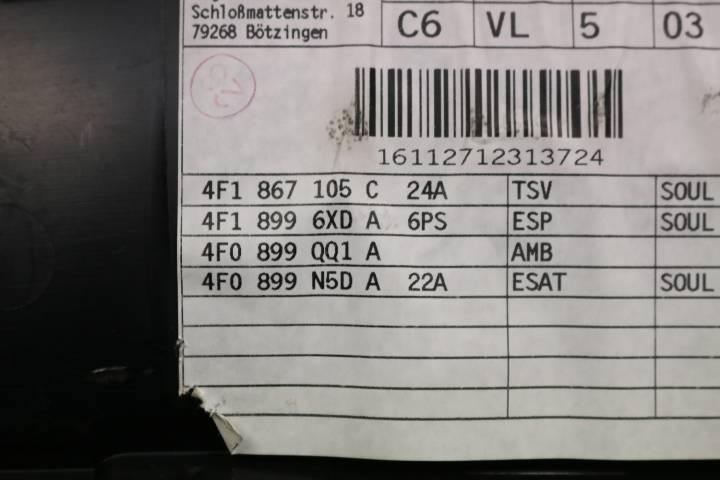 Schloßmattenstr. 18
79268 Bötzingen
C6 VL 5 03
16112712313724
4F1 867 105 C 24A TSV SOUL
4F1 899 6XD A 6PS ESP SOUL
4F0 899 QQ1 A AMB
4F0 899 N5D A 22A ESAT SOUL